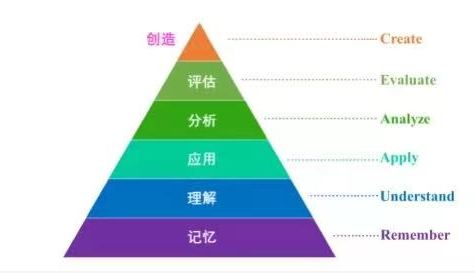 创造 Create
评估 Evaluate
分析 Analyze
应用 Apply
理解 Understand
记忆 Remember